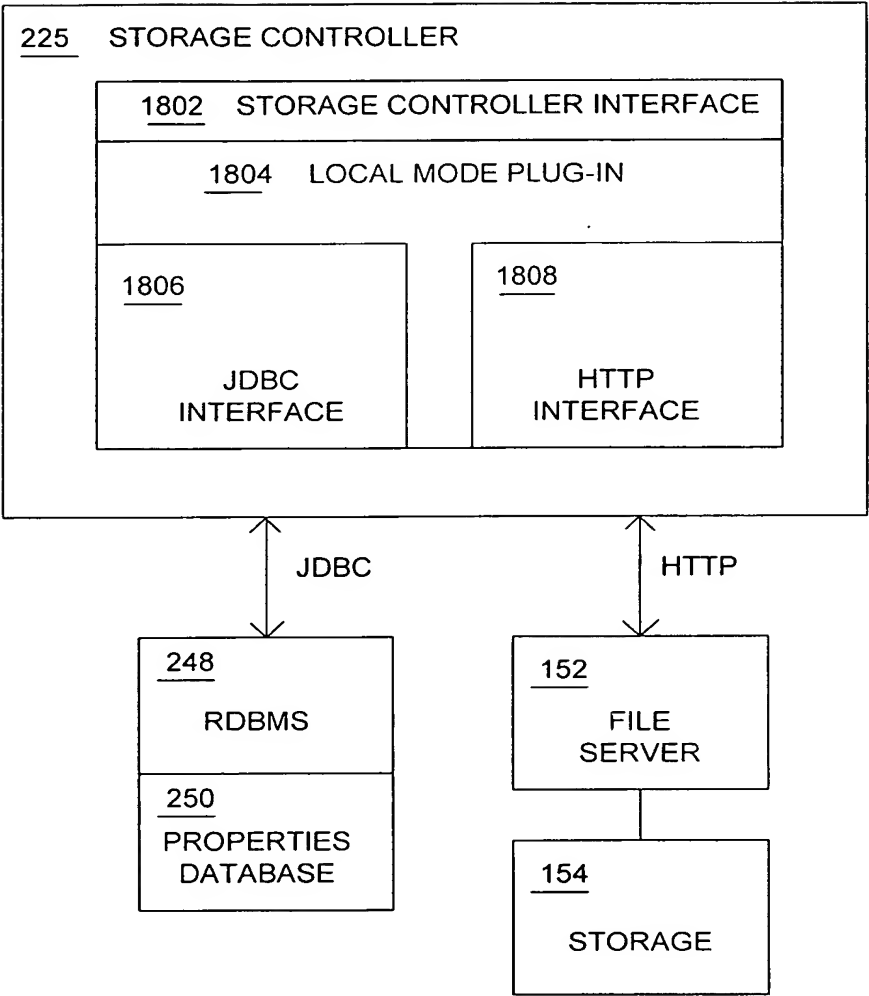 225 STORAGE CONTROLLER
1802 STORAGE CONTROLLER INTERFACE
1804 LOCAL MODE PLUG-IN
1806
JDBC
INTERFACE
1808
HTTP
INTERFACE
JDBC
HTTP
248
RDBMS
250
PROPERTIES
DATABASE
152
FILE
SERVER
154
STORAGE